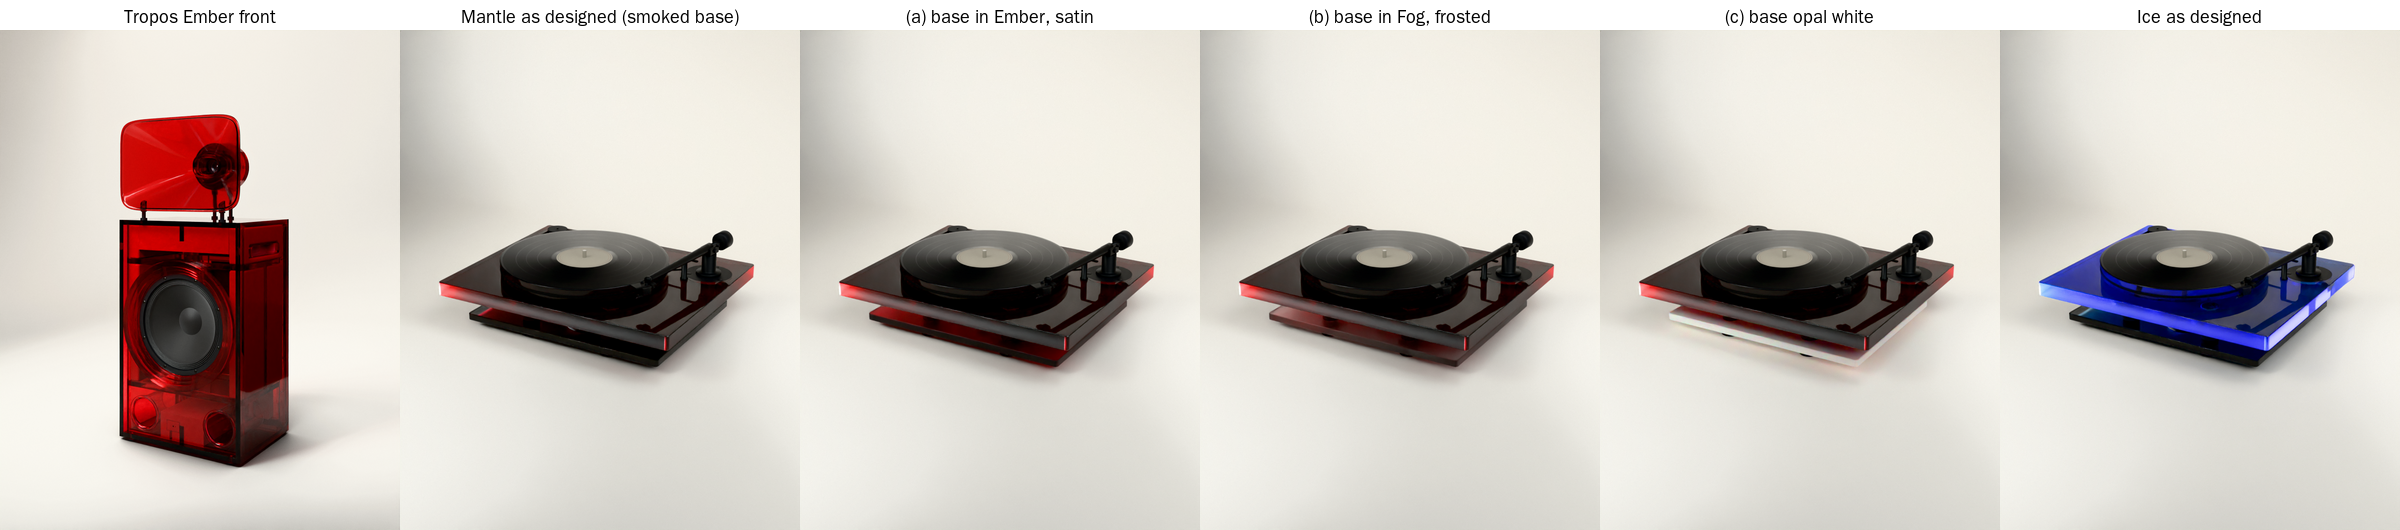 Tropos Ember front
Mantle as designed (smoked base)
(a) base in Ember, satin
(b) base in Fog, frosted
(c) base opal white
Ice as designed